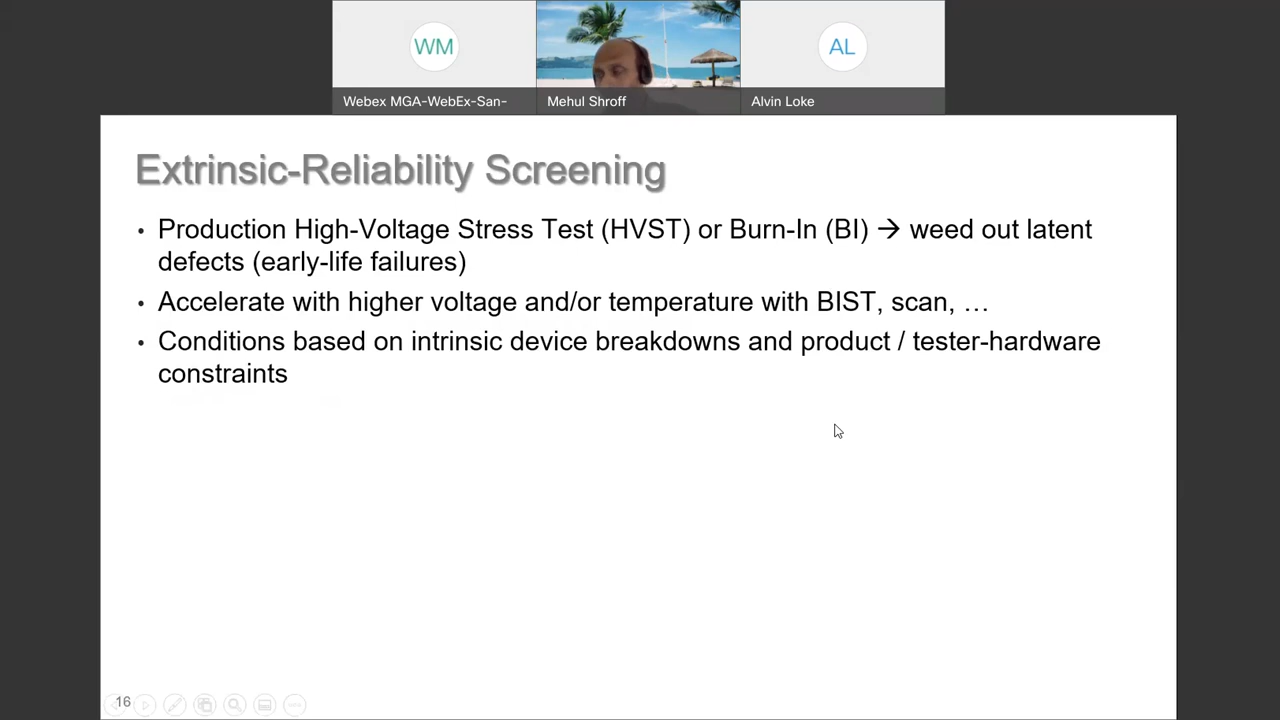 WM
AL
Webex MGA-WebEx-San-
Mehul Shroff
Alvin Loke
Extrinsic-Reliability Screening
• Production High-Voltage Stress Test (HVST) or Burn-In (BI) → weed out latent
defects (early-life failures)
• Accelerate with higher voltage and/or temperature with BIST, scan, …
• Conditions based on intrinsic device breakdowns and product / tester-hardware
constraints
16